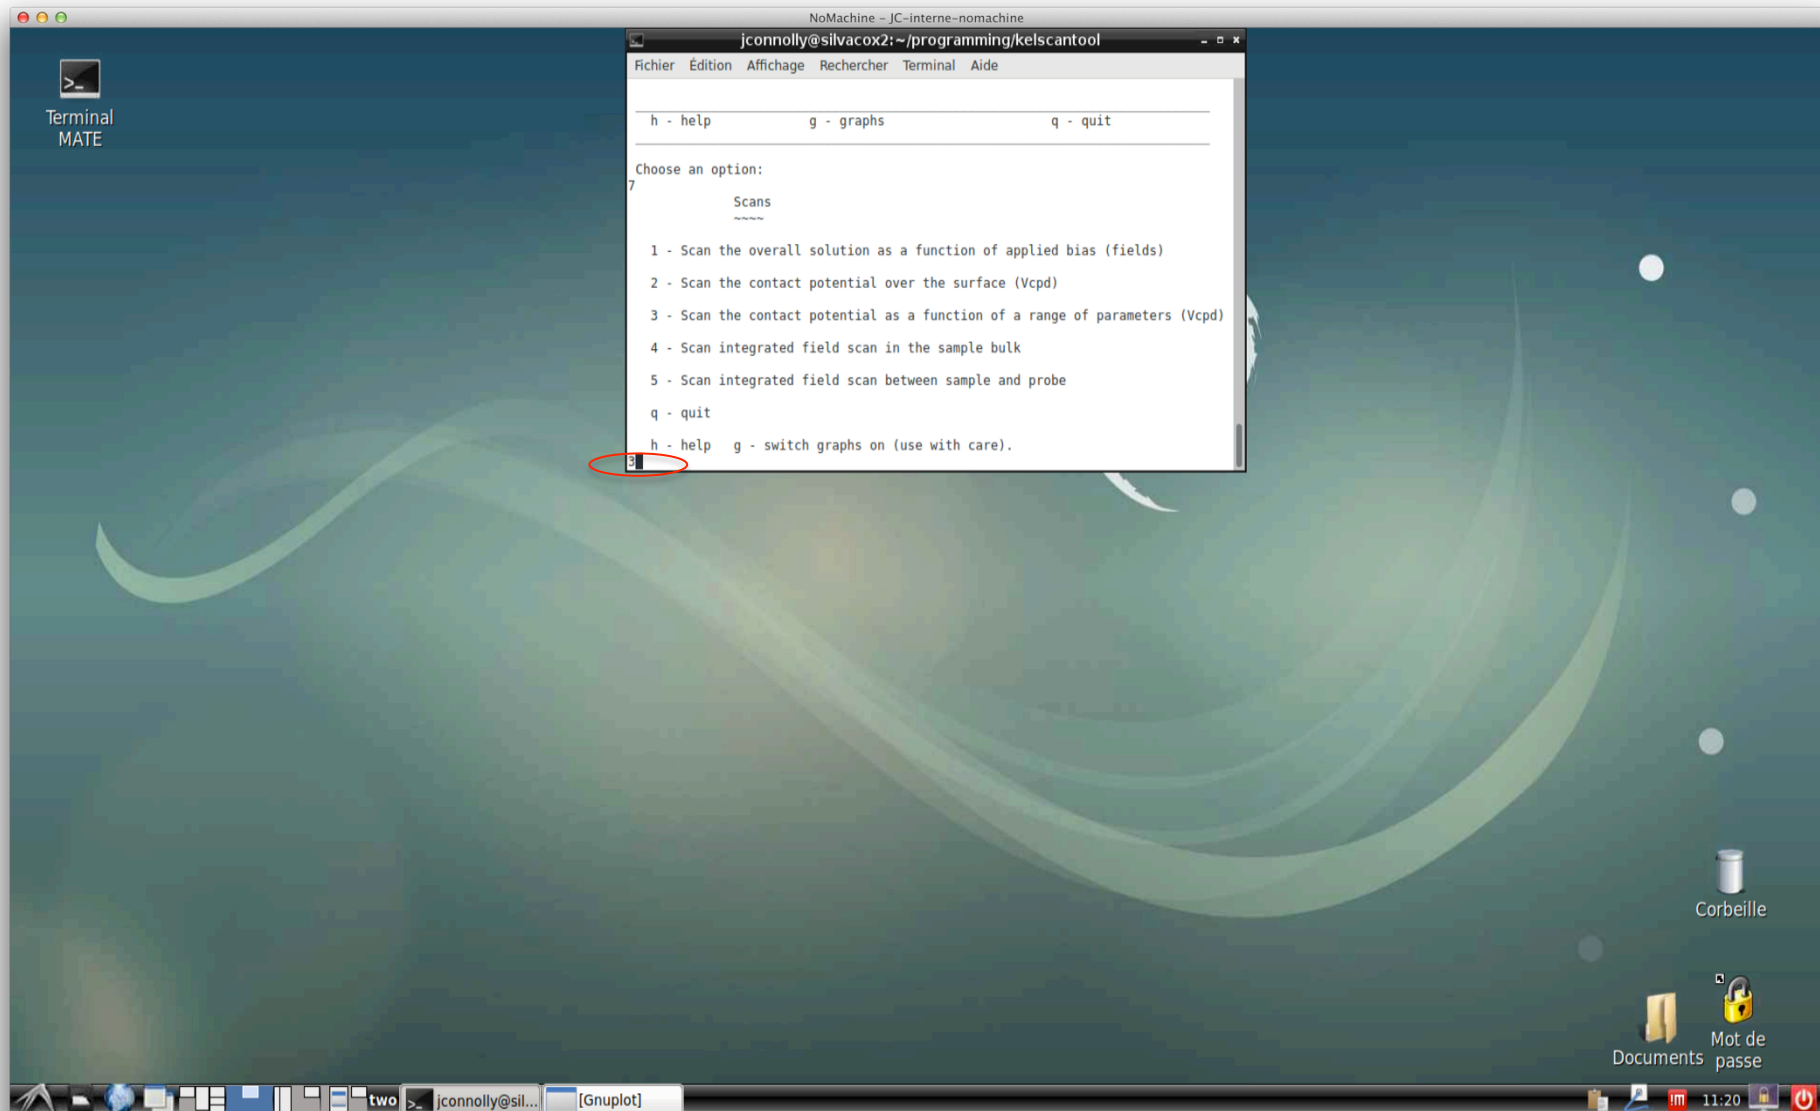 NoMachine - JC-interne-nomachine
jconnolly@silvacox2:~/programming/kelscantool
Fichier Édition Affichage Rechercher Terminal Aide
h - help g - graphs q - quit
Choose an option:
7
Scans
~~~~
1 - Scan the overall solution as a function of applied bias (fields)
2 - Scan the contact potential over the surface (Vcpd)
3 - Scan the contact potential as a function of a range of parameters (Vcpd)
4 - Scan integrated field scan in the sample bulk
5 - Scan integrated field scan between sample and probe
q - quit
h - help g - switch graphs on (use with care).
3
Terminal
MATE
Corbeille
Documents
Mot de
passe
two
jconnolly@sil...
[Gnuplot]
!M
11:20